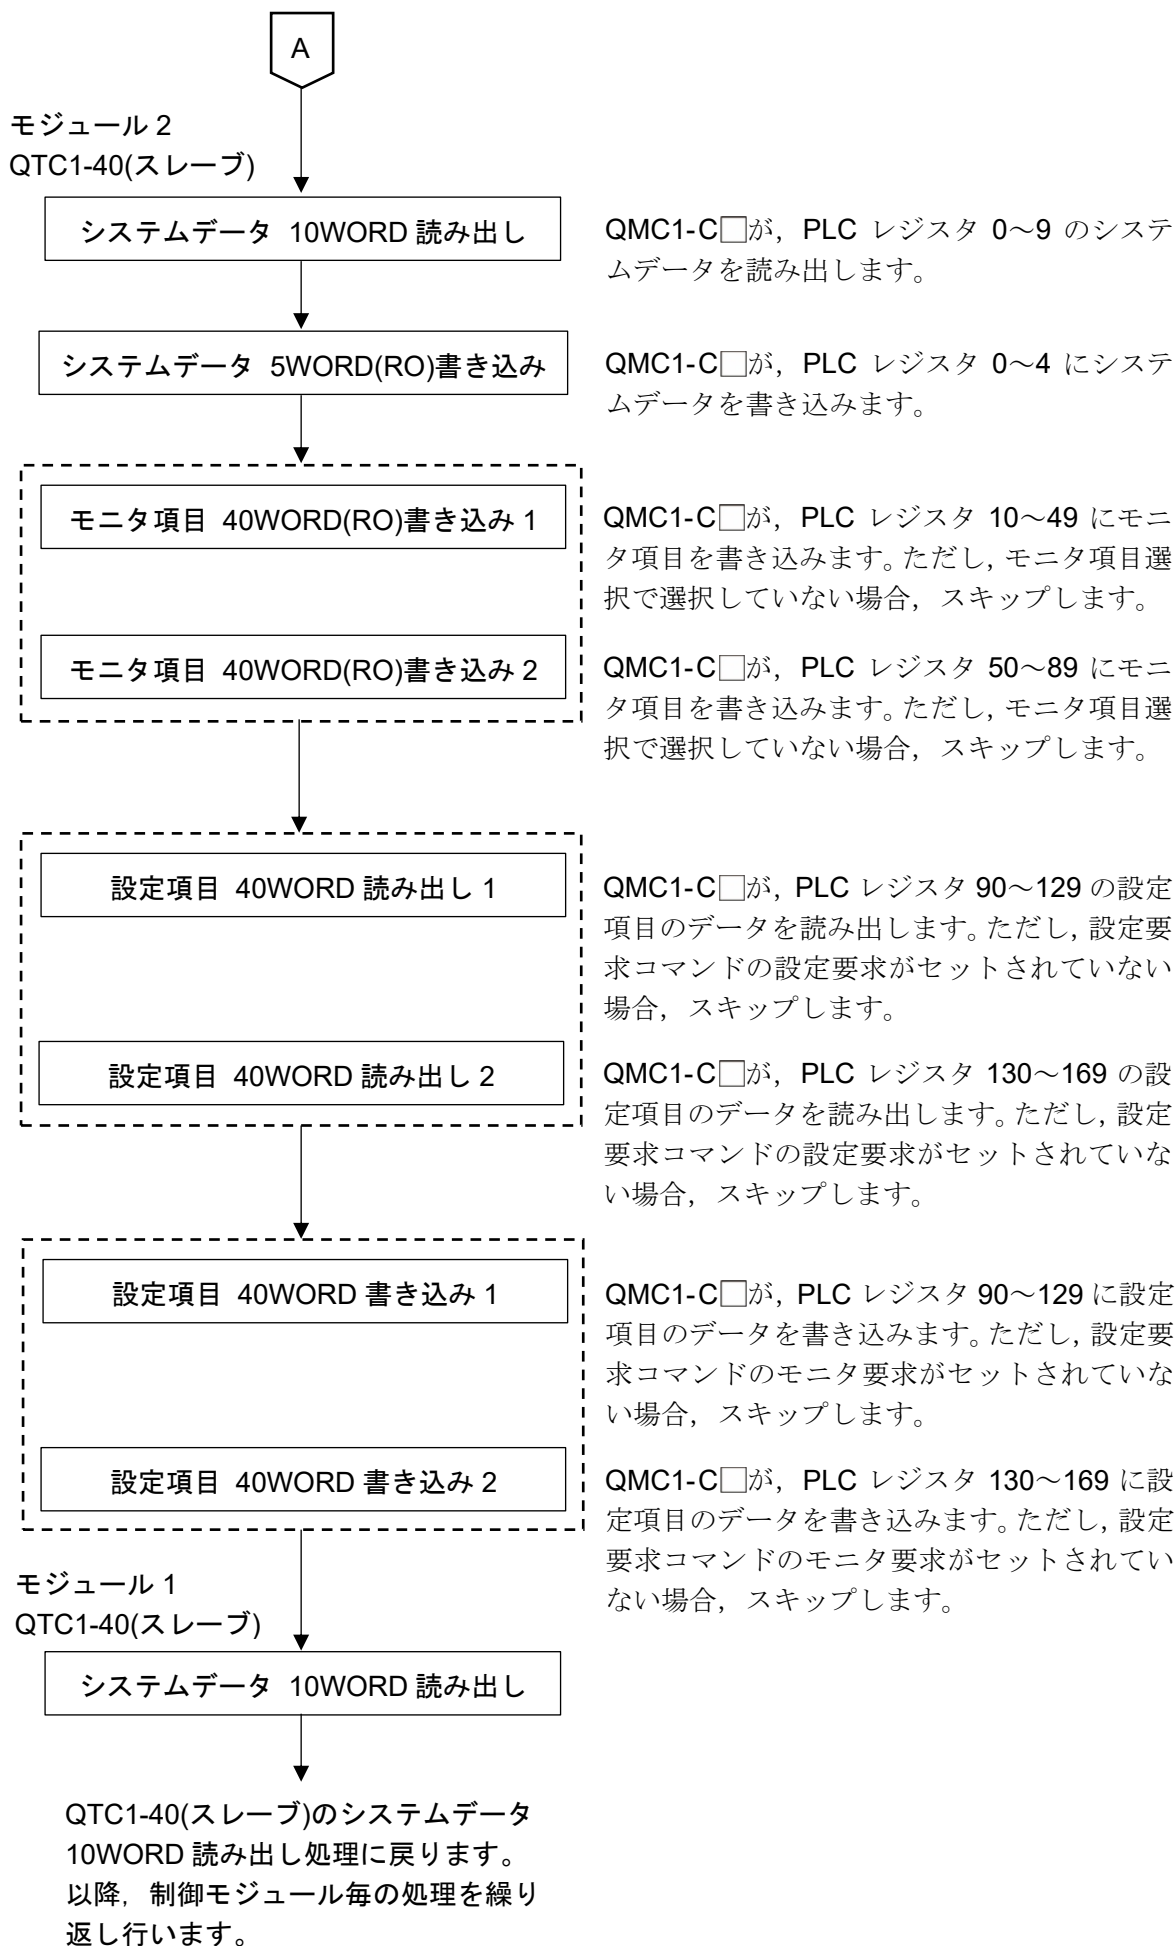 A
モジュール 2
QTC1-40(スレーブ)
システムデータ 10WORD 読み出し
QMC1-C□が，PLC レジスタ 0～9 のシステ
ムデータを読み出します。
システムデータ 5WORD(RO)書き込み
QMC1-C□が，PLC レジスタ 0～4 にシステ
ムデータを書き込みます。
モニタ項目 40WORD(RO)書き込み 1
QMC1-C□が，PLC レジスタ 10～49 にモニ
タ項目を書き込みます。ただし，モニタ項目選
択で選択していない場合，スキップします。
モニタ項目 40WORD(RO)書き込み 2
QMC1-C□が，PLC レジスタ 50～89 にモニ
タ項目を書き込みます。ただし，モニタ項目選
択で選択していない場合，スキップします。
設定項目 40WORD 読み出し 1
QMC1-C□が，PLC レジスタ 90～129 の設定
項目のデータを読み出します。ただし，設定要
求コマンドの設定要求がセットされていない
場合，スキップします。
設定項目 40WORD 読み出し 2
QMC1-C□が，PLC レジスタ 130～169 の設
定項目のデータを読み出します。ただし，設定
要求コマンドの設定要求がセットされていな
い場合，スキップします。
設定項目 40WORD 書き込み 1
QMC1-C□が，PLC レジスタ 90～129 に設定
項目のデータを書き込みます。ただし，設定要
求コマンドのモニタ要求がセットされていな
い場合，スキップします。
設定項目 40WORD 書き込み 2
QMC1-C□が，PLC レジスタ 130～169 に設
定項目のデータを書き込みます。ただし，設定
要求コマンドのモニタ要求がセットされてい
ない場合，スキップします。
モジュール 1
QTC1-40(スレーブ)
システムデータ 10WORD 読み出し
QTC1-40(スレーブ)のシステムデータ
10WORD 読み出し処理に戻ります。
以降，制御モジュール毎の処理を繰り
返し行います。